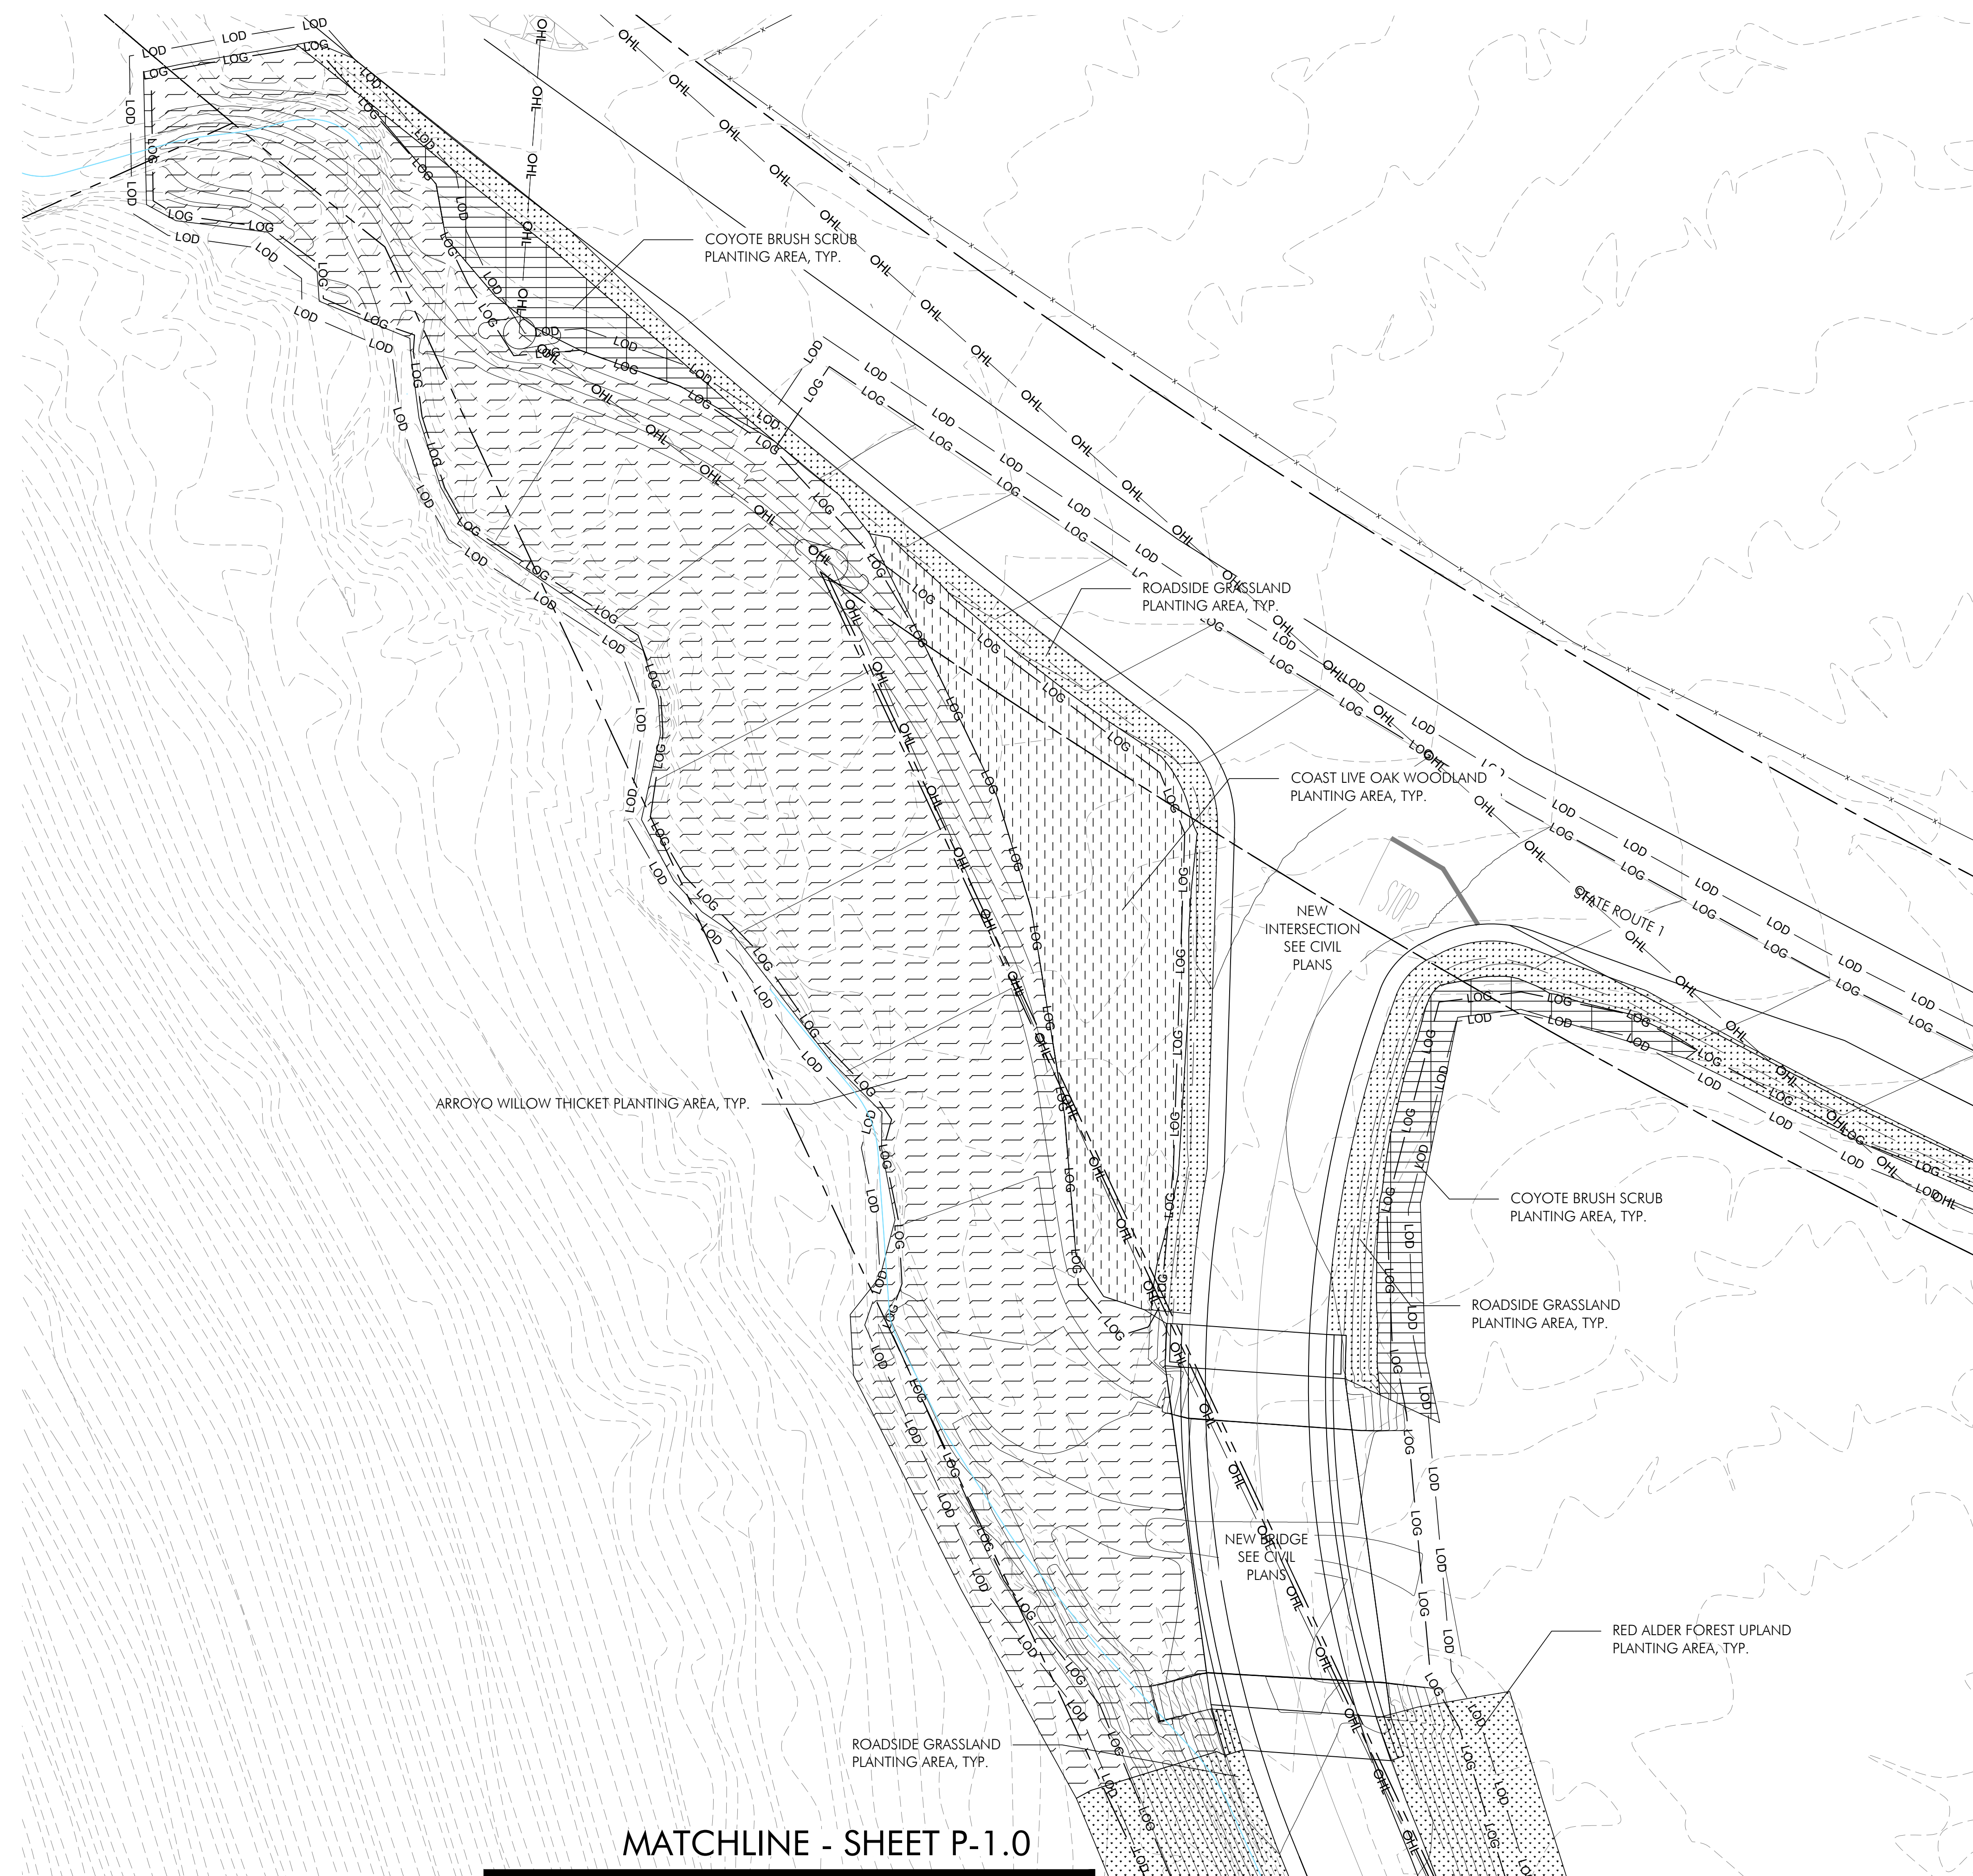 COYOTE BRUSH SCRUB
PLANTING AREA, TYP.
ROADSIDE GRASSLAND
PLANTING AREA, TYP.
COAST LIVE OAK WOODLAND
PLANTING AREA, TYP.
STOP
NEW
INTERSECTION
SEE CIVIL
PLANS
STATE ROUTE 1
ARROYO WILLOW THICKET PLANTING AREA, TYP.
COYOTE BRUSH SCRUB
PLANTING AREA, TYP.
ROADSIDE GRASSLAND
PLANTING AREA, TYP.
NEW BRIDGE
SEE CIVIL
PLANS
RED ALDER FOREST UPLAND
PLANTING AREA, TYP.
ROADSIDE GRASSLAND
PLANTING AREA, TYP.
MATCHLINE - SHEET P-1.0
LOD
LOG
OHL